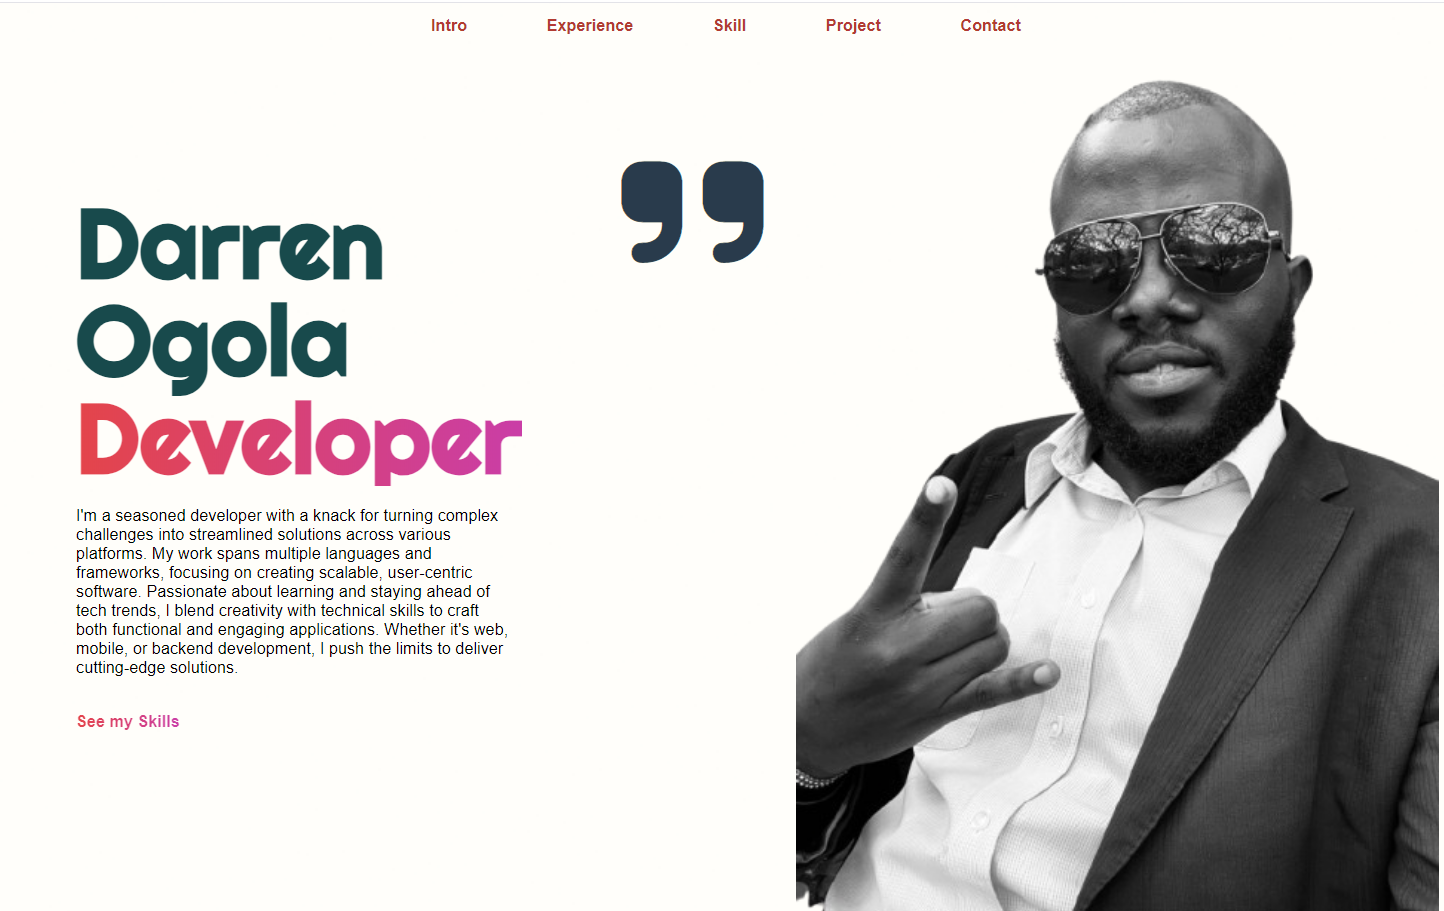 Intro Experience Skill Project Contact
”
Darren
Ogola
Developer
I'm a seasoned developer with a knack for turning complex
challenges into streamlined solutions across various
platforms. My work spans multiple languages and
frameworks, focusing on creating scalable, user-centric
software. Passionate about learning and staying ahead of
tech trends, I blend creativity with technical skills to craft
both functional and engaging applications. Whether it's web,
mobile, or backend development, I push the limits to deliver
cutting-edge solutions.
See my Skills